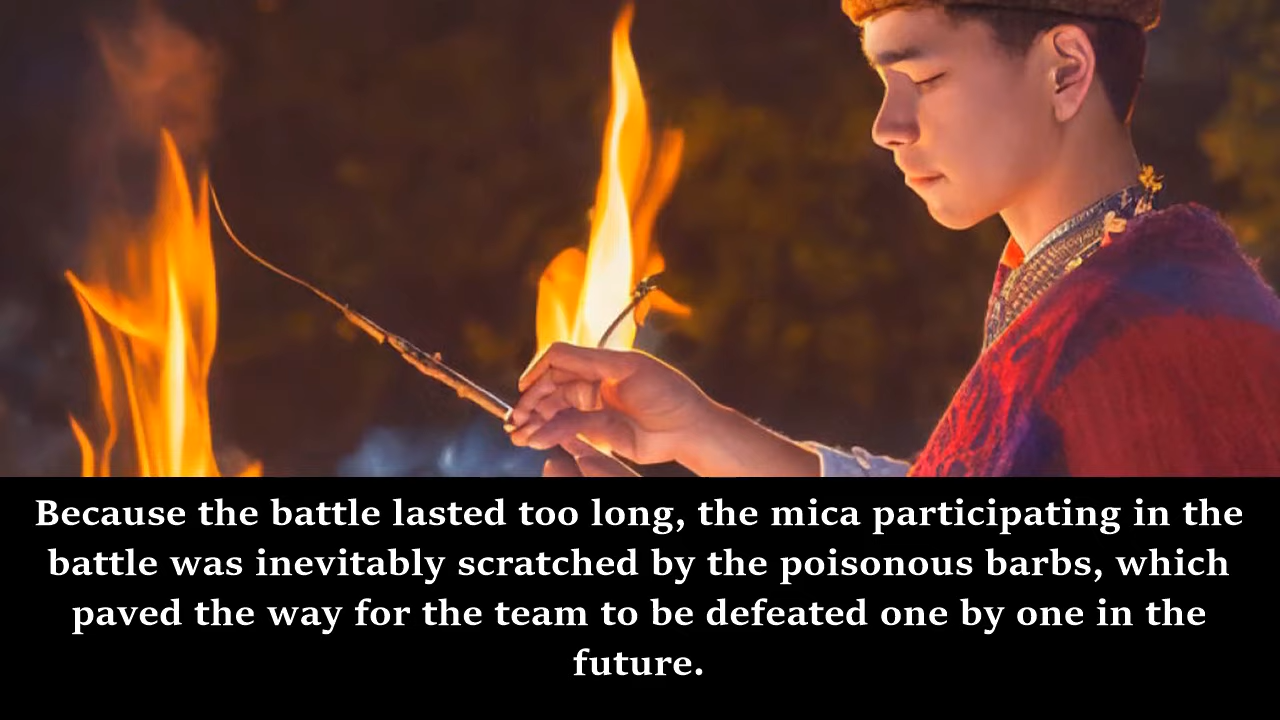 Because the battle lasted too long, the mica participating in the
battle was inevitably scratched by the poisonous barbs, which
paved the way for the team to be defeated one by one in the
future.